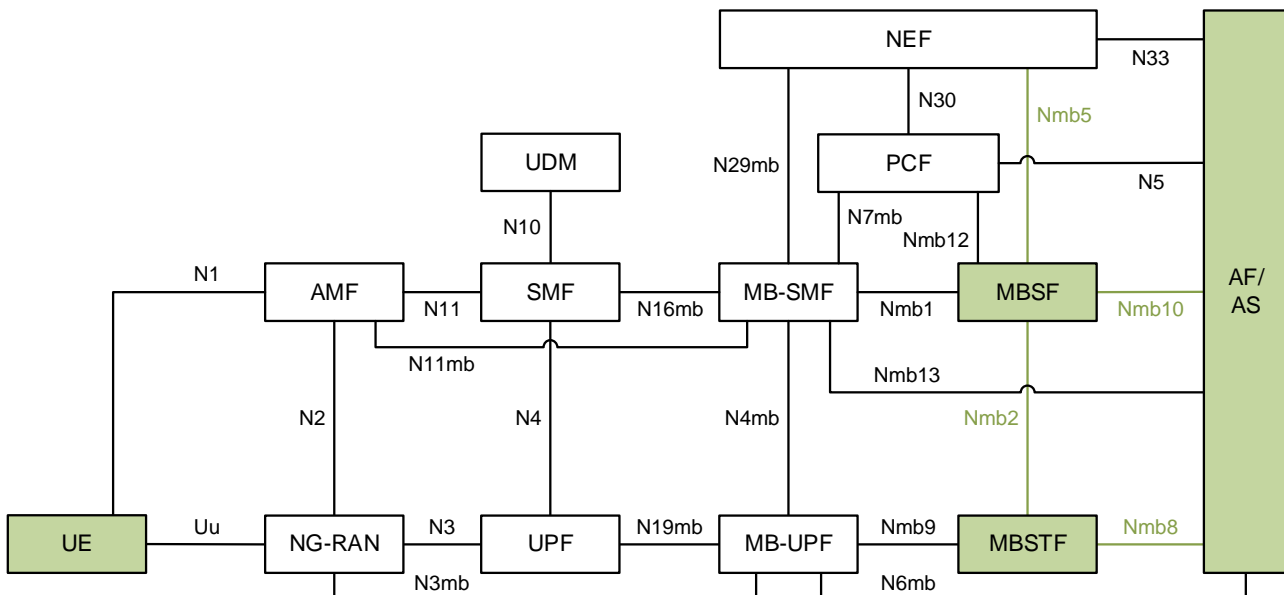 NEF
N33
N30
Nmb5
UDM
PCF
N29mb
N5
N10
N7mb
Nmb12
N1
AMF
N11
SMF
N16mb
MB-SMF
Nmb1
MBSF
Nmb10
AF/
AS
N11mb
Nmb13
N2
N4
N4mb
Nmb2
UE
Uu
NG-RAN
N3
UPF
N19mb
MB-UPF
Nmb9
MBSTF
Nmb8
N3mb
N6mb